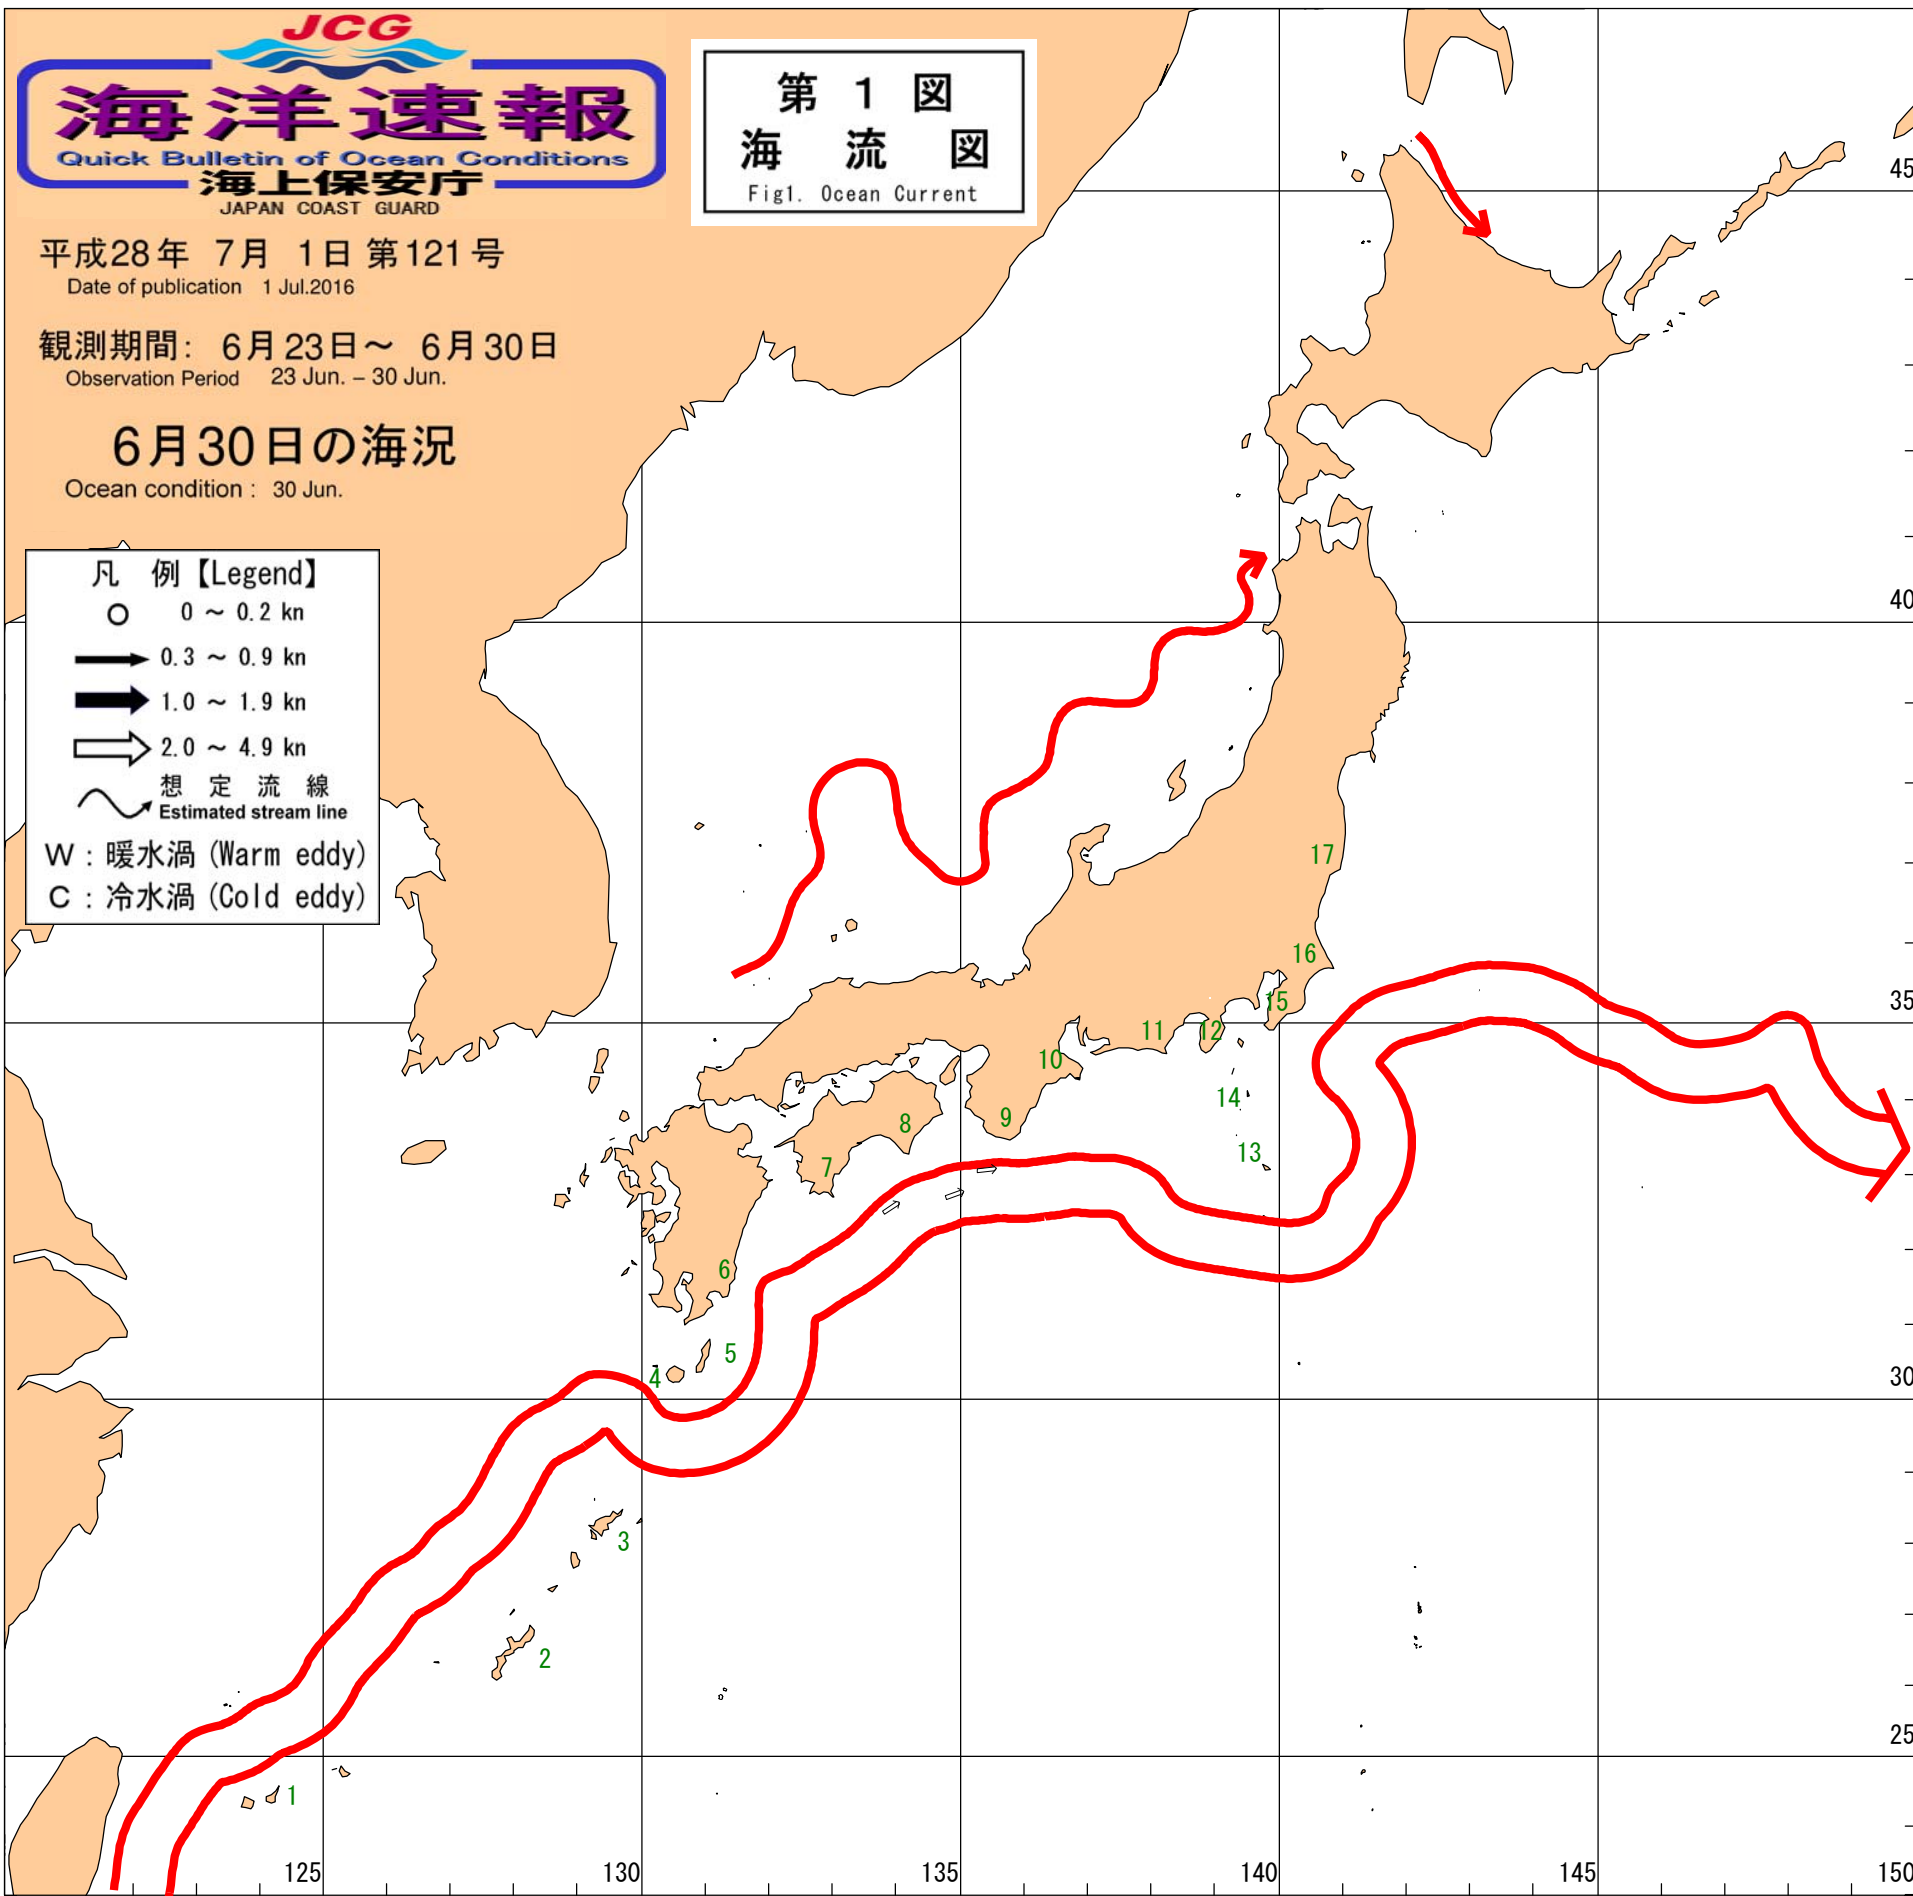 JCG
海洋速報
Quick Bulletin of Ocean Conditions
海上保安庁
JAPAN COAST GUARD
平成28年 7月 1日 第121号
Date of publication 1 Jul.2016
観測期間: 6月23日～ 6月30日
Observation Period 23 Jun. – 30 Jun.
6月30日の海況
Ocean condition : 30 Jun.
第 1 図
海 流 図
Fig1. Ocean Current
凡 例【Legend】
0 ～ 0.2 kn
0.3 ～ 0.9 kn
1.0 ～ 1.9 kn
2.0 ～ 4.9 kn
想 定 流 線
Estimated stream line
W : 暖水渦 (Warm eddy)
C : 冷水渦 (Cold eddy)
45
40
17
16
35
15
12
11
10
14
9
8
13
7
6
5
4
30
3
2
25
1
125
130
135
140
145
150